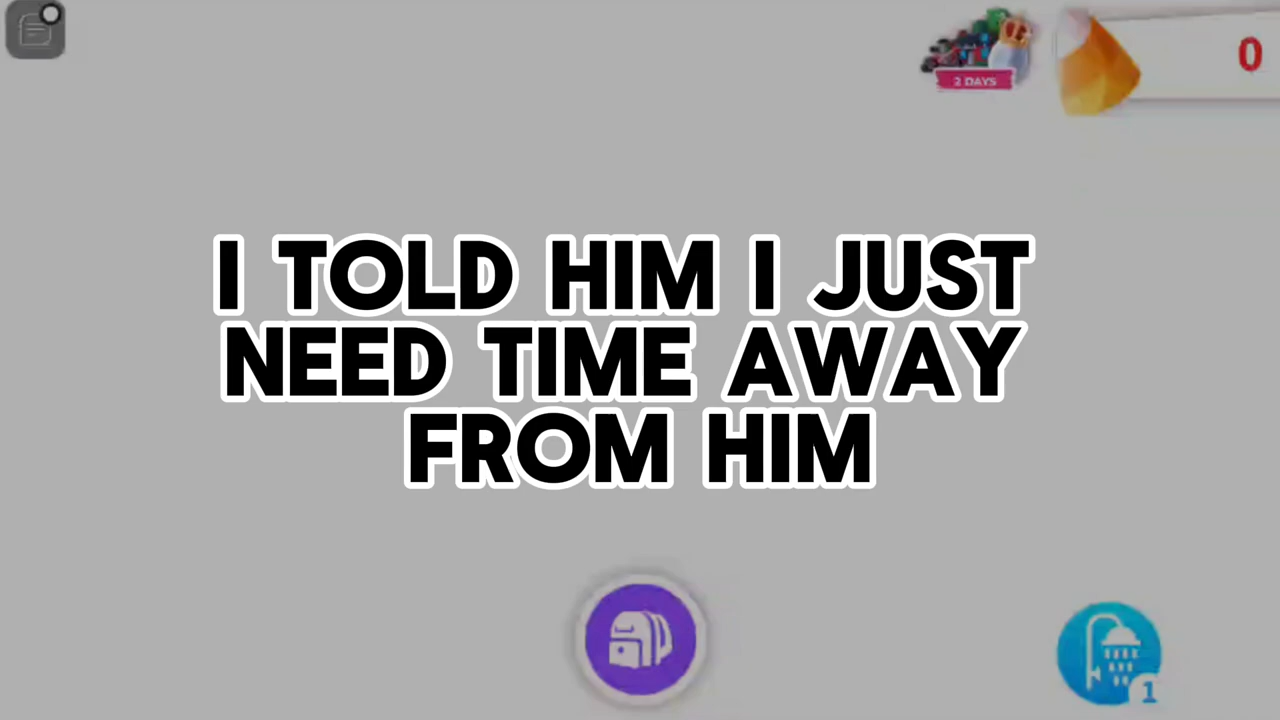 2 DAYS
0
I TOLD HIM I JUST
NEED TIME AWAY
FROM HIM
1